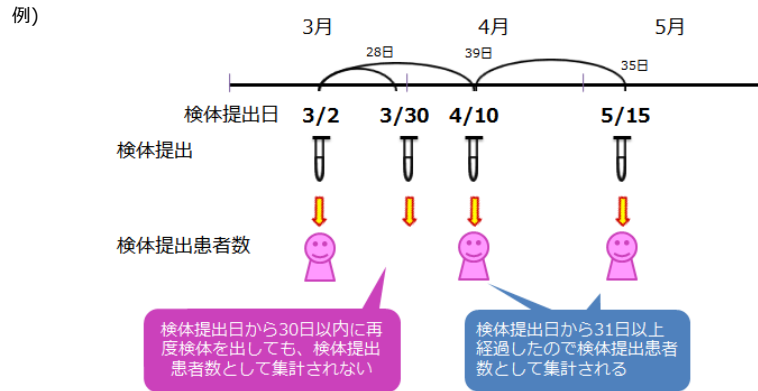 例)
3月 4月 5月
28日 39日 35日
検体提出日 3/2 3/30 4/10 5/15
検体提出
検体提出患者数
検体提出日から30日以内に再
度検体を出しても、検体提出
患者数として集計されない
検体提出日から31日以上
経過したので検体提出患者
数として集計される